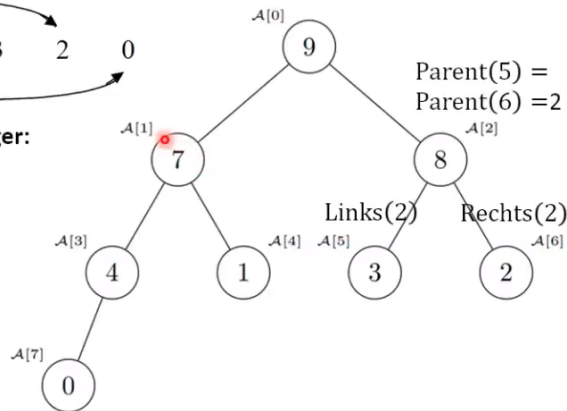 𝒜[0]
2 0
9
Parent(5) =
Parent(6) =2
ger:
𝒜[1] 𝒜[2]
7 8
Links(2) Rechts(2)
𝒜[3] 𝒜[4] 𝒜[5] 𝒜[6]
4 1 3 2
𝒜[7]
0